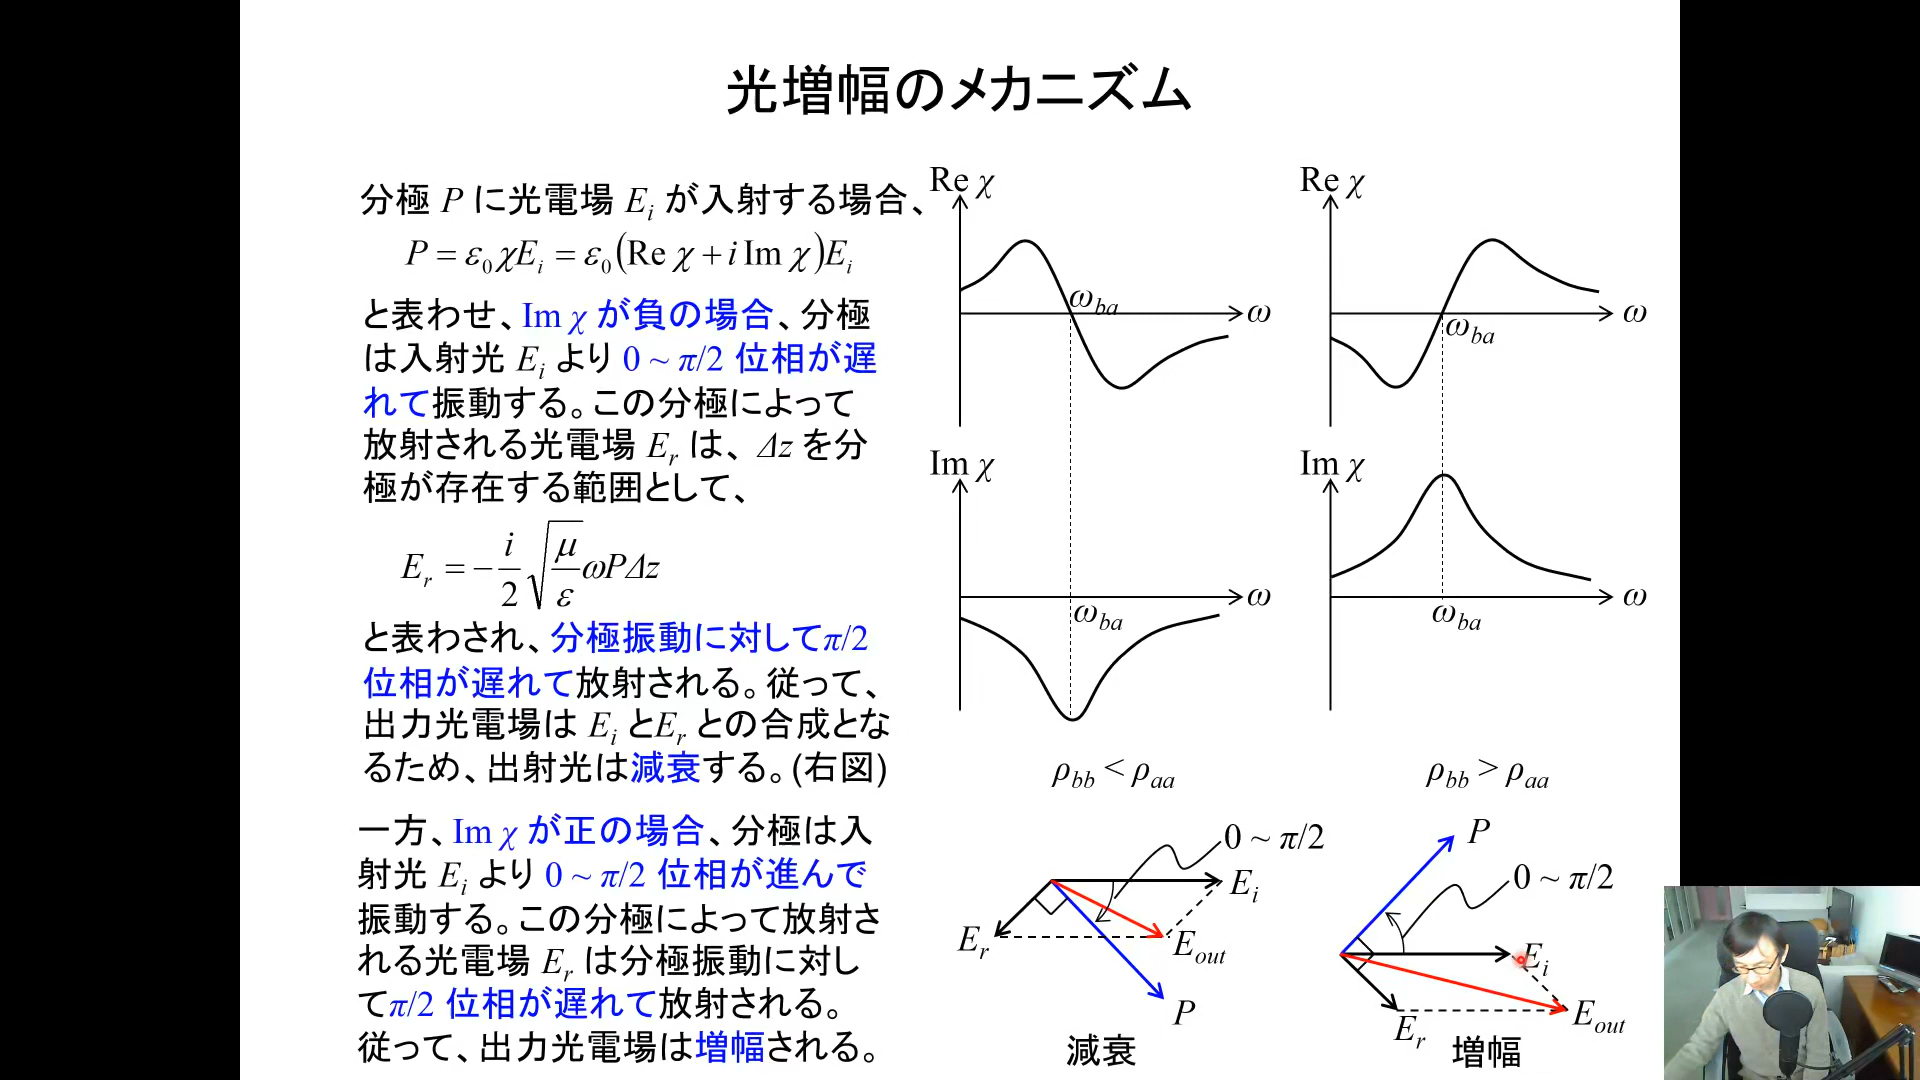 光増幅のメカニズム
分極 P に光電場 E_i が入射する場合、
P = ε_0 χE_i = ε_0 (Re χ + i Im χ)E_i
と表わせ、Im χ が負の場合、分極
は入射光 E_i より 0 ~ π/2 位相が遅
れて振動する。この分極によって
放射される光電場 E_r は、Δz を分
極が存在する範囲として、
E_r = −(i/2)√(μ/ε) ωPΔz
と表わされ、分極振動に対してπ/2
位相が遅れて放射される。従って、
出力光電場は E_i とE_r との合成とな
るため、出射光は減衰する。(右図)
一方、Im χ が正の場合、分極は入
射光 E_i より 0 ~ π/2 位相が進んで
振動する。この分極によって放射さ
れる光電場 E_r は分極振動に対し
てπ/2 位相が遅れて放射される。
従って、出力光電場は増幅される。
Re χ
ω_ba
ω
Im χ
ω
ω_ba
ρ_bb < ρ_aa
0 ~ π/2
E_i
E_r
E_out
P
減衰
Re χ
ω
ω_ba
Im χ
ω
ω_ba
ρ_bb > ρ_aa
P
0 ~ π/2
E_i
E_r
E_out
増幅